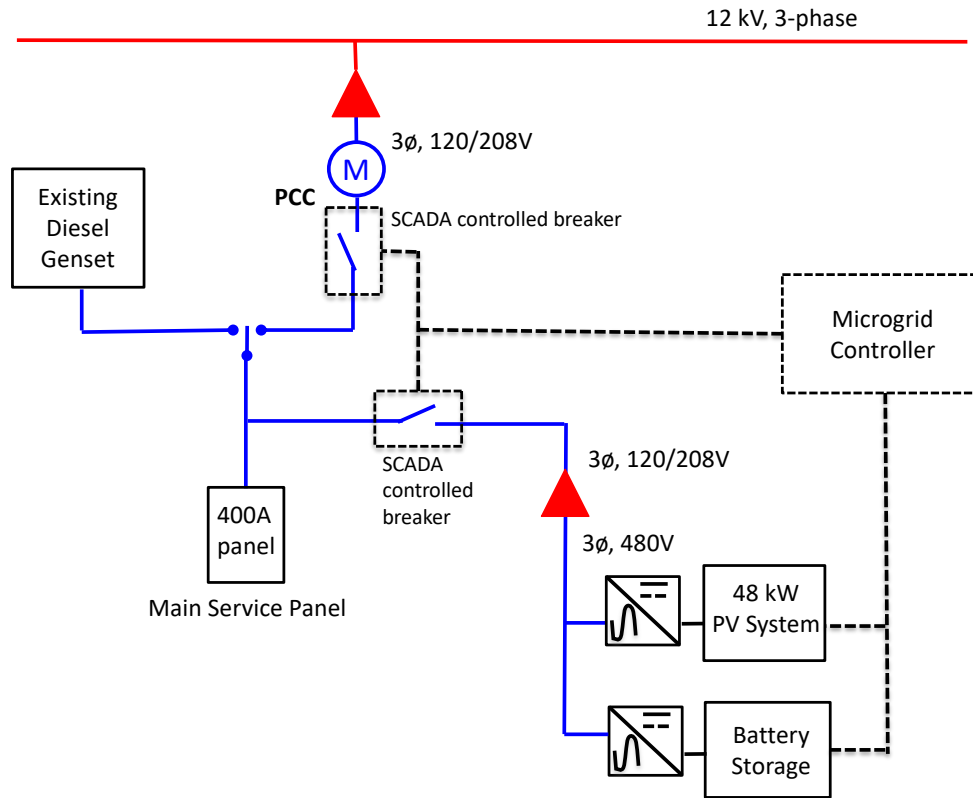 12 kV, 3-phase
3ø, 120/208V
M
PCC
SCADA controlled breaker
Existing
Diesel
Genset
Microgrid
Controller
SCADA
controlled
breaker
3ø, 120/208V
400A
panel
3ø, 480V
Main Service Panel
48 kW
PV System
Battery
Storage